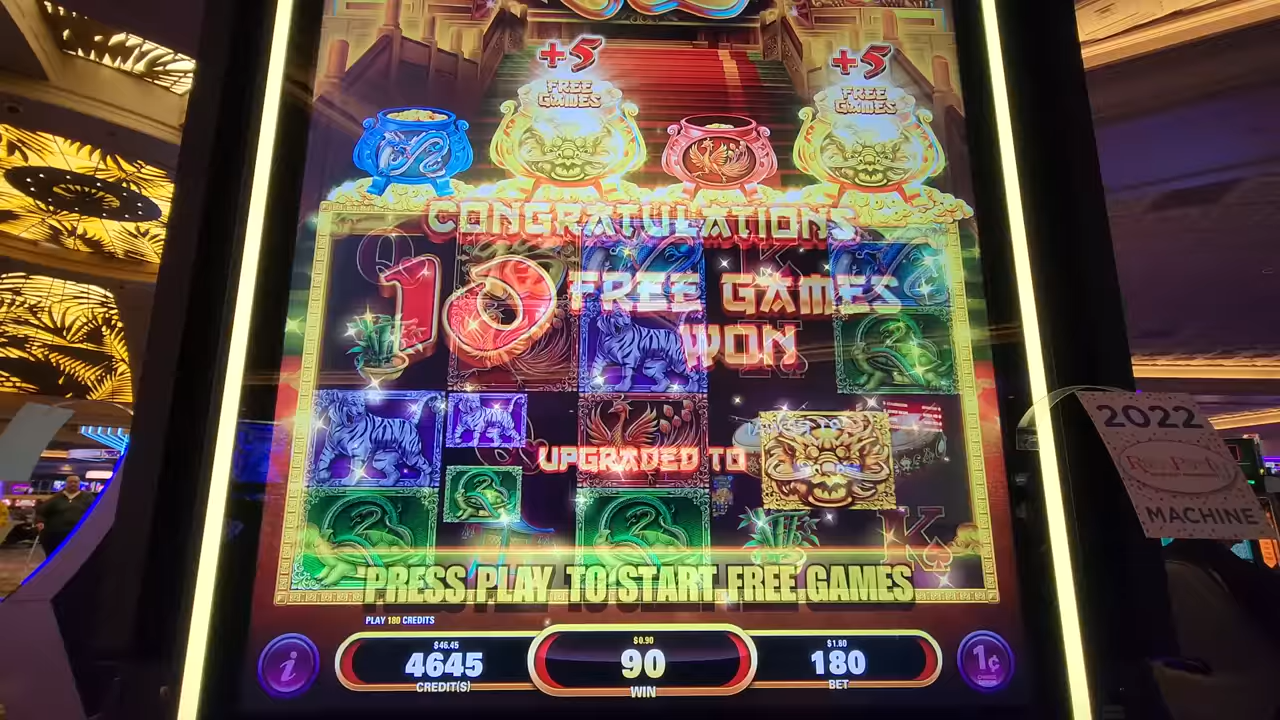 +5
FREE
GAMES
+5
FREE
GAMES
CONGRATULATIONS
10 FREE GAMES
WON
UPGRADED TO
K
PRESS PLAY TO START FREE GAMES
PLAY 180 CREDITS
$46.45
4645
CREDIT(S)
$0.90
90
WIN
$1.80
180
BET
1¢
2022
MACHINE